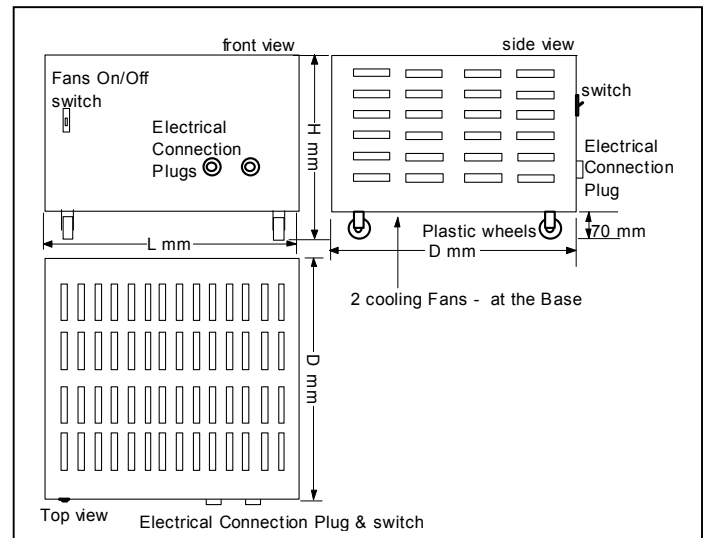 front view
Fans On/Off
switch
Electrical
Connection
Plugs
H mm
L mm
side view
switch
Electrical
Connection
Plug
Plastic wheels
70 mm
D mm
2 cooling Fans - at the Base
D mm
Top view
Electrical Connection Plug & switch